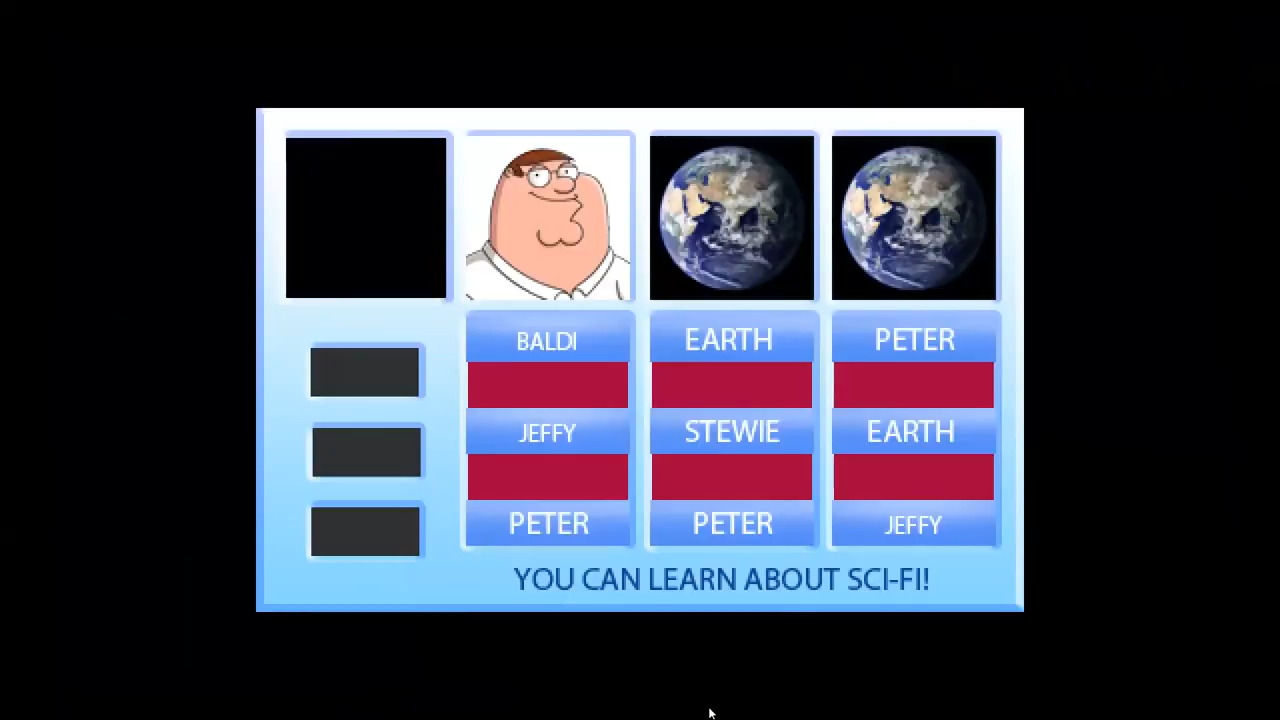 BALDI
EARTH
PETER
JEFFY
STEWIE
EARTH
PETER
PETER
JEFFY
YOU CAN LEARN ABOUT SCI-FI!